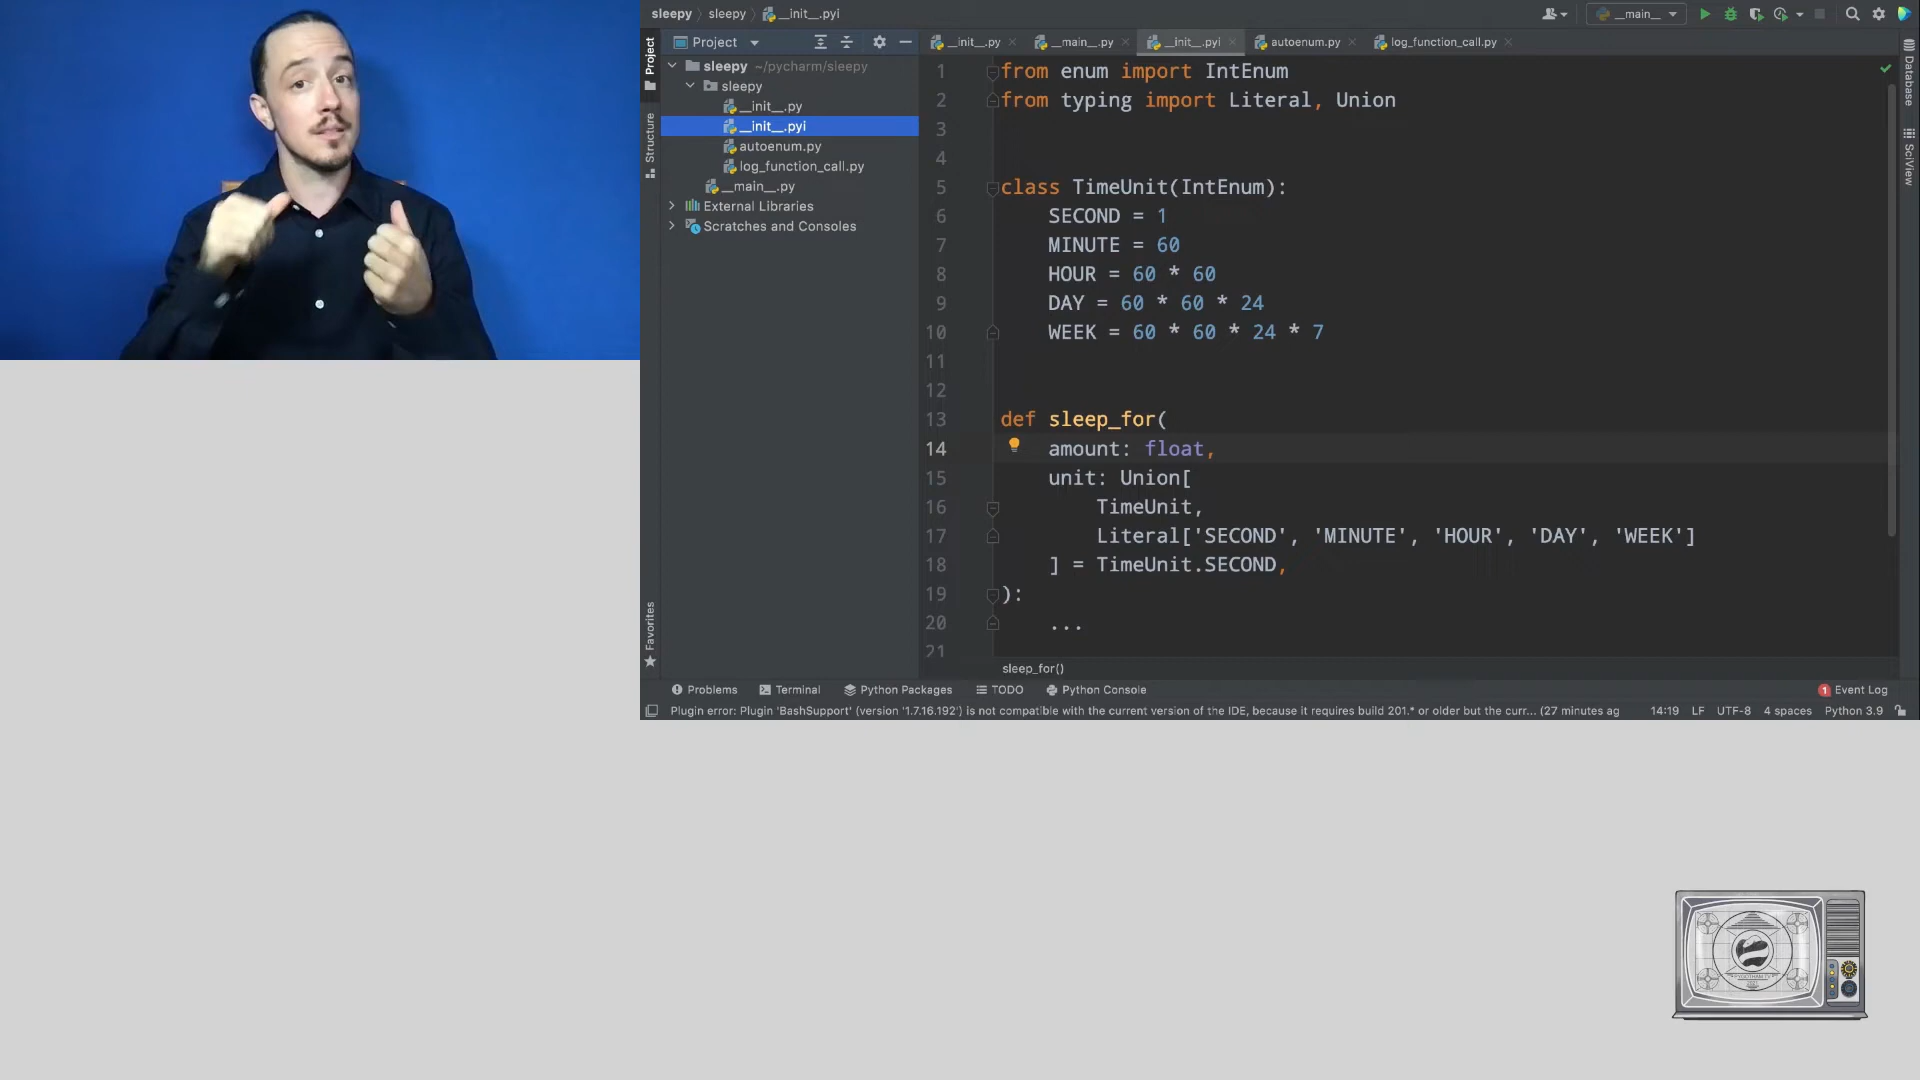 sleepy sleepy __init__.pyi
__main__
Project
__init__.py __main__.py __init__.pyi autoenum.py log_function_call.py
Project
Structure
Favorites
Database
SciView
sleepy ~/pycharm/sleepy
sleepy
__init__.py
__init__.pyi
autoenum.py
log_function_call.py
__main__.py
External Libraries
Scratches and Consoles
1 from enum import IntEnum
2 from typing import Literal, Union
3
4
5 class TimeUnit(IntEnum):
6 SECOND = 1
7 MINUTE = 60
8 HOUR = 60 * 60
9 DAY = 60 * 60 * 24
10 WEEK = 60 * 60 * 24 * 7
11
12
13 def sleep_for(
14 amount: float,
15 unit: Union[
16 TimeUnit,
17 Literal['SECOND', 'MINUTE', 'HOUR', 'DAY', 'WEEK']
18 ] = TimeUnit.SECOND,
19 ):
20 ...
21
sleep_for()
Problems Terminal Python Packages TODO Python Console 1 Event Log
Plugin error: Plugin 'BashSupport' (version '1.7.16.192') is not compatible with the current version of the IDE, because it requires build 201.* or older but the curr... (27 minutes ag 14:19 LF UTF-8 4 spaces Python 3.9